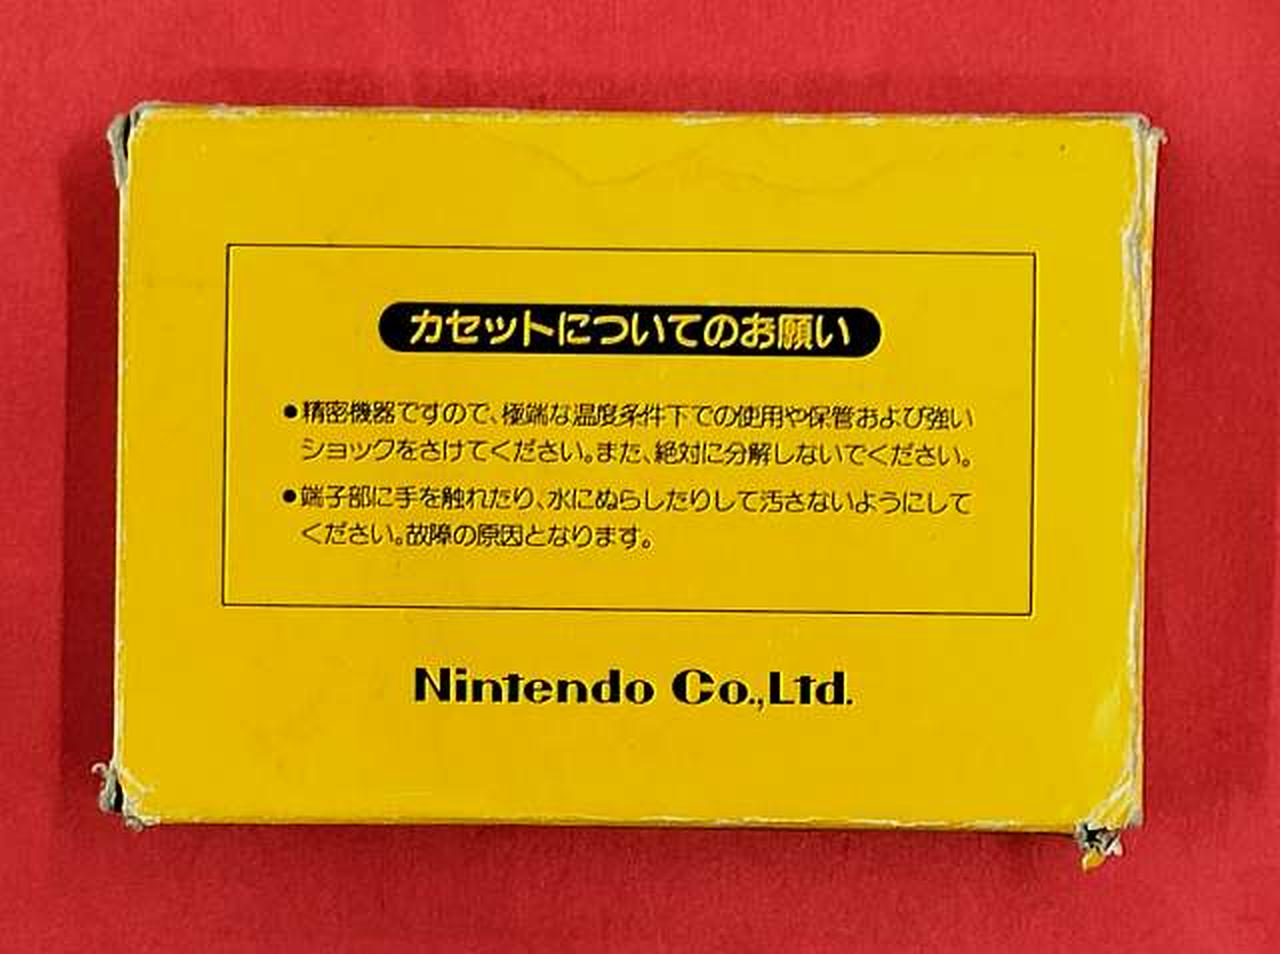 カセットについてのお願い
●精密機器ですので、極端な温度条件下での使用や保管および強い
ショックをさけてください。また、絶対に分解しないでください。
●端子部に手を触れたり、水にぬらしたりして汚さないようにして
ください。故障の原因となります。
Nintendo Co.,Ltd.